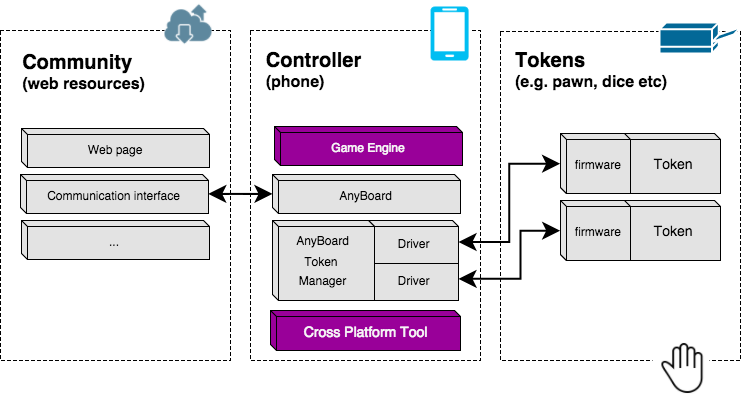 Community
(web resources)
Web page
Communication interface
...
Controller
(phone)
Game Engine
AnyBoard
AnyBoard
Token
Manager
Driver
Driver
Cross Platform Tool
Tokens
(e.g. pawn, dice etc)
firmware
Token
firmware
Token